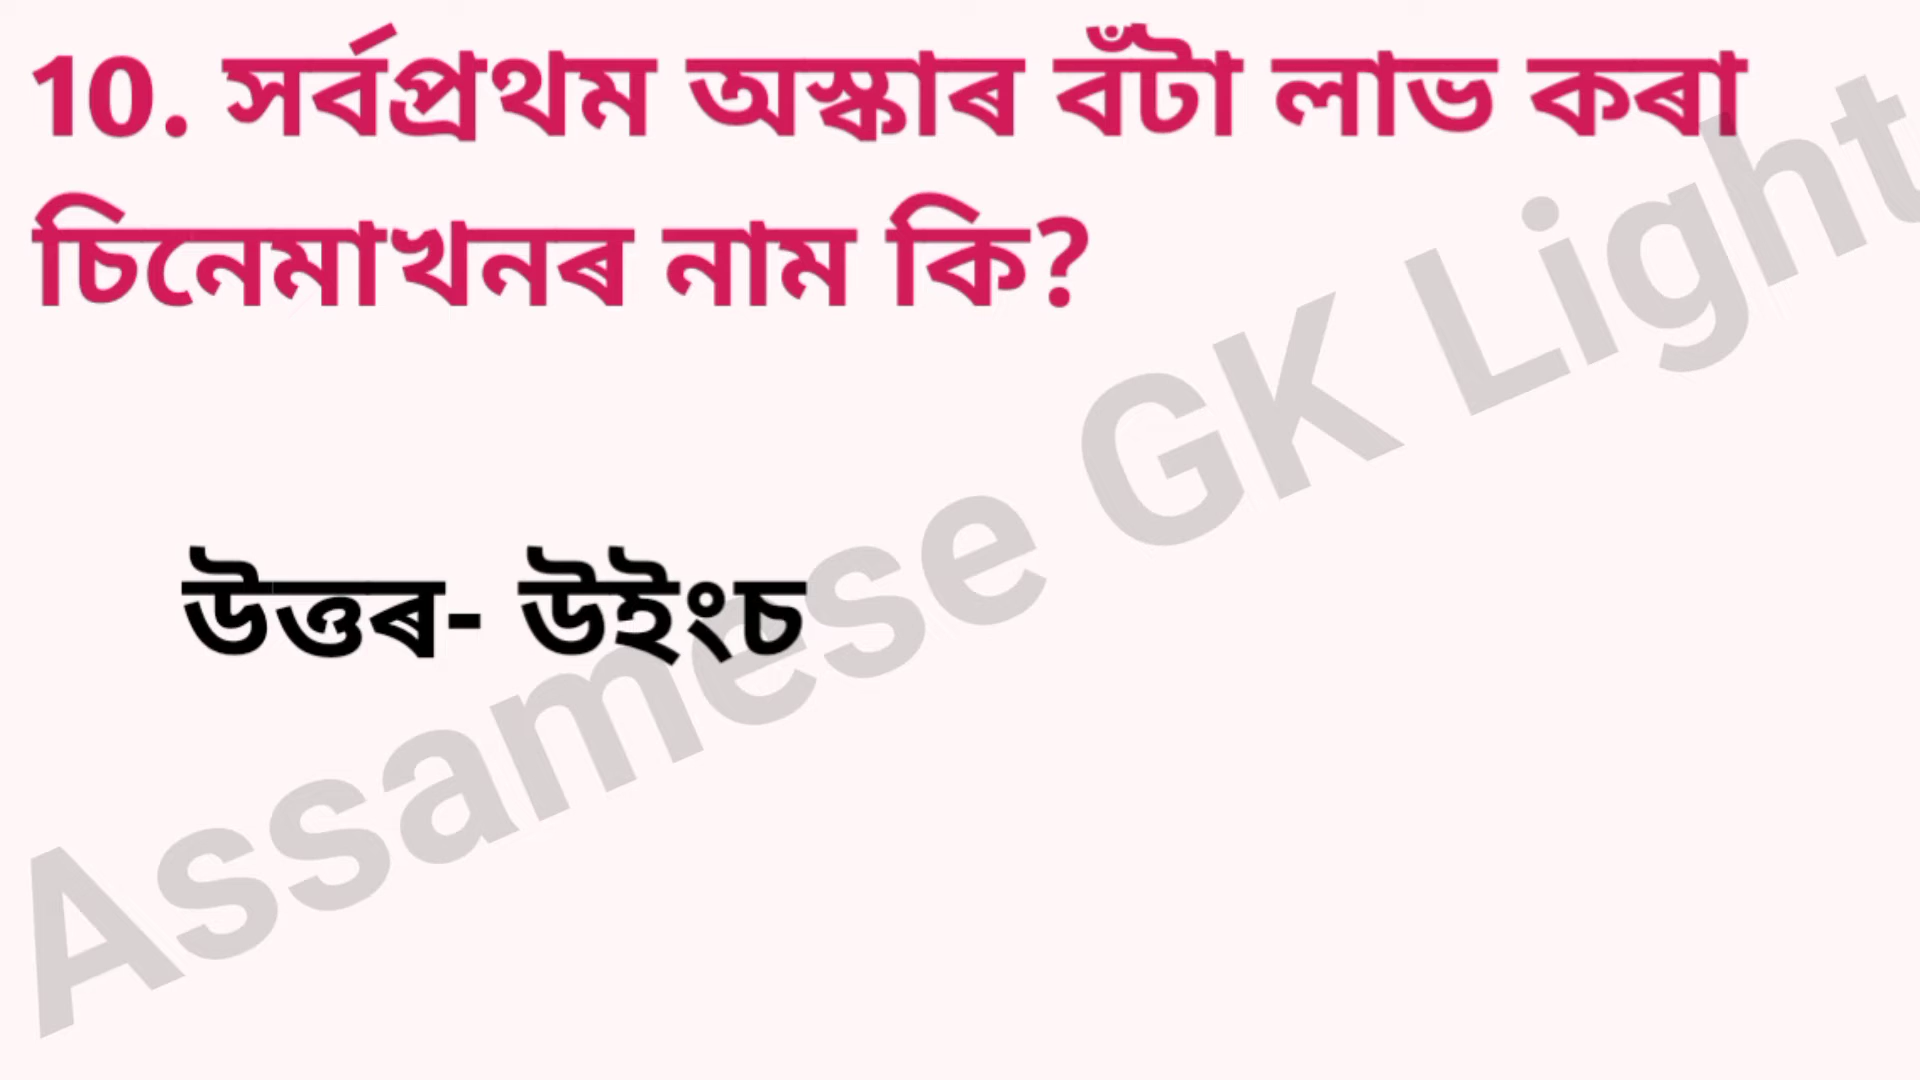 10. সৰ্বপ্ৰথম অস্কাৰ বঁটা লাভ কৰা
চিনেমাখনৰ নাম কি?
উত্তৰ- উইংচ
Assamese GK Light